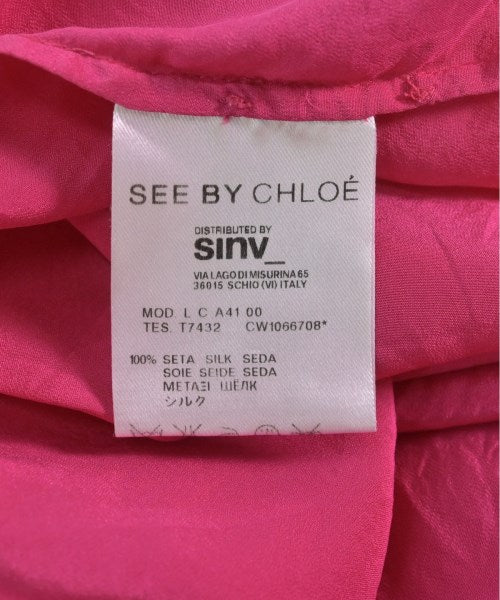 SEE BY CHLOÉ
DISTRIBUTED BY
sinv_
VIA LAGO DI MISURINA 65
36015 SCHIO (VI) ITALY
MOD. L C A41 00
TES. T7432 CW1066708*
100% SETA SILK SEDA
SOIE SEIDE SEDA
ΜΕΤΑΞΙ ШЁЛК
シルク